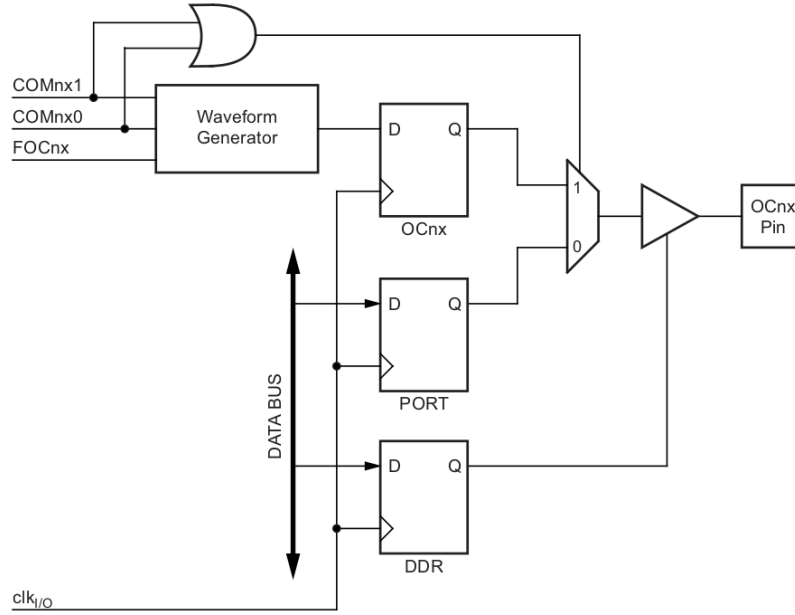 COMnx1
COMnx0
FOCnx
Waveform
Generator
D
Q
OCnx
1
0
OCnx
Pin
D
Q
PORT
DATA BUS
D
Q
DDR
clkI/O